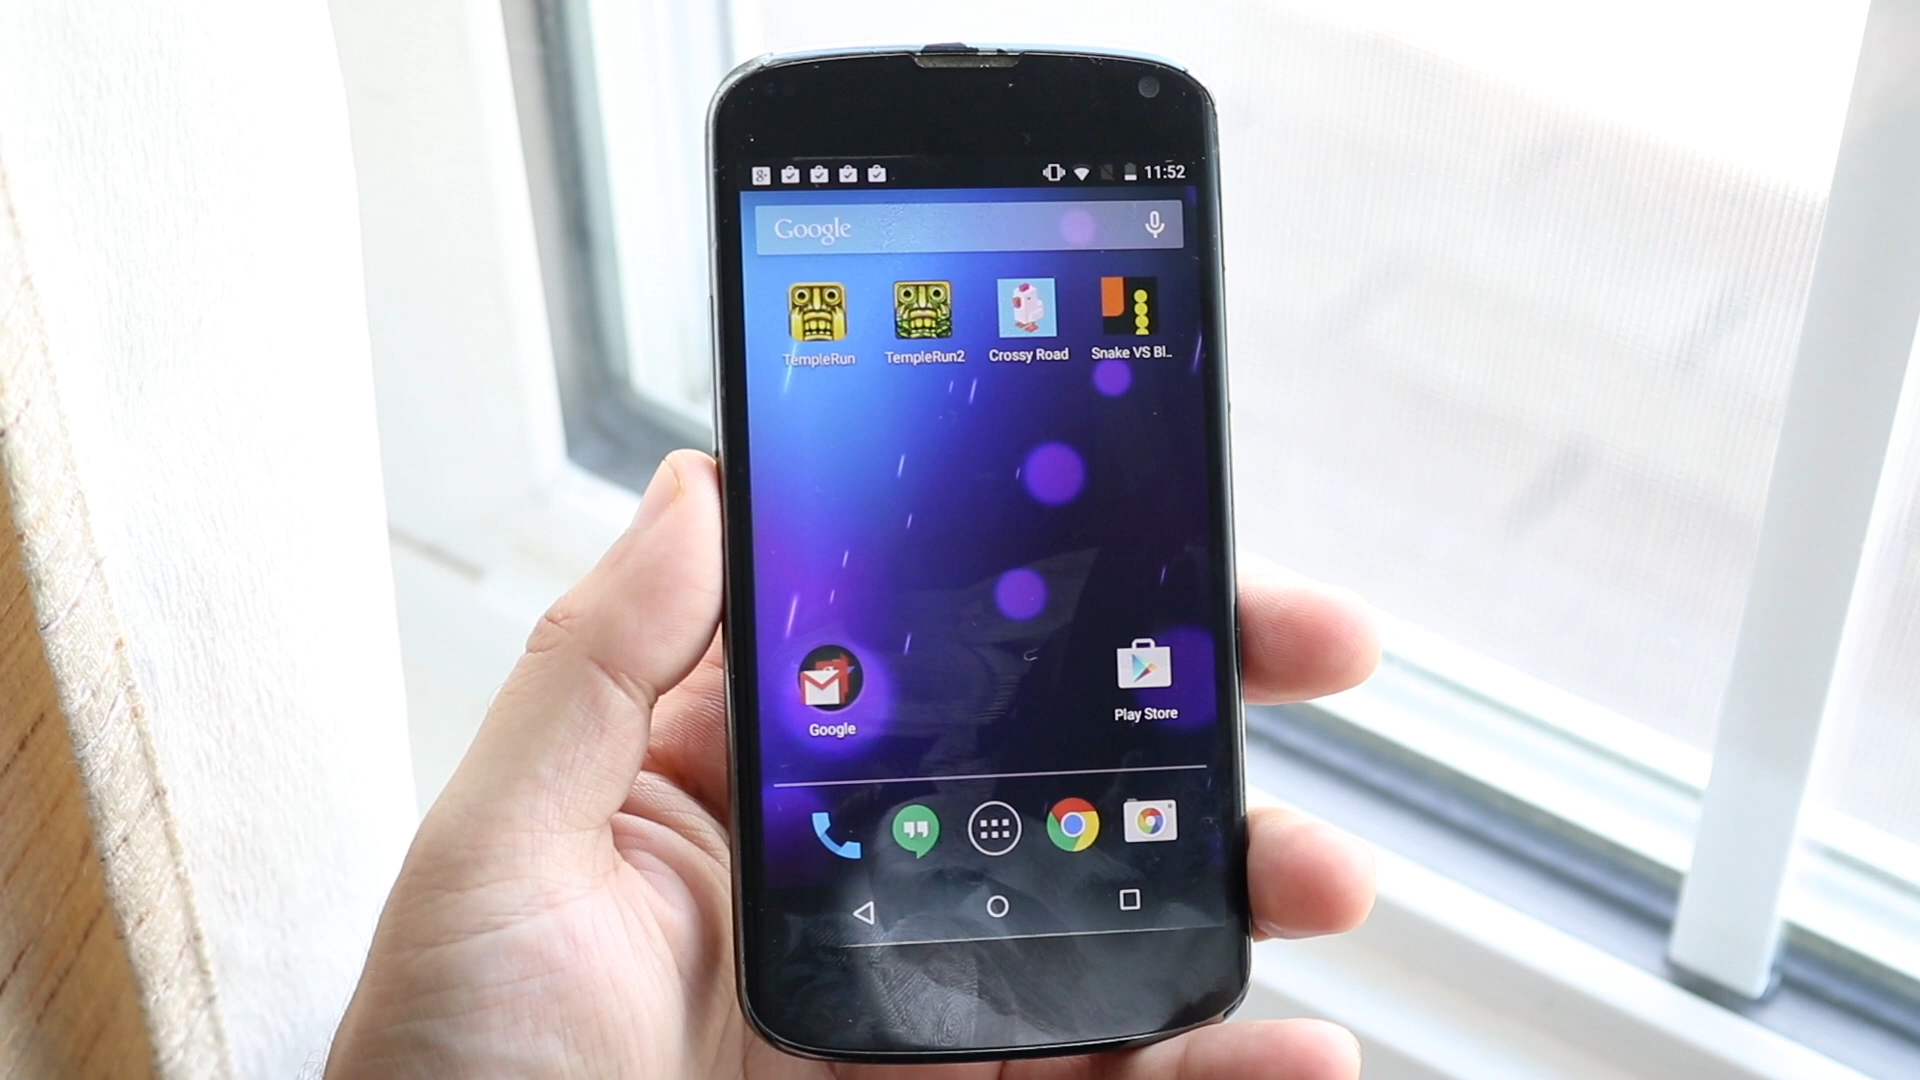 11:52
Google
TempleRun
TempleRun2
Crossy Road
Snake VS Bl..
Google
Play Store